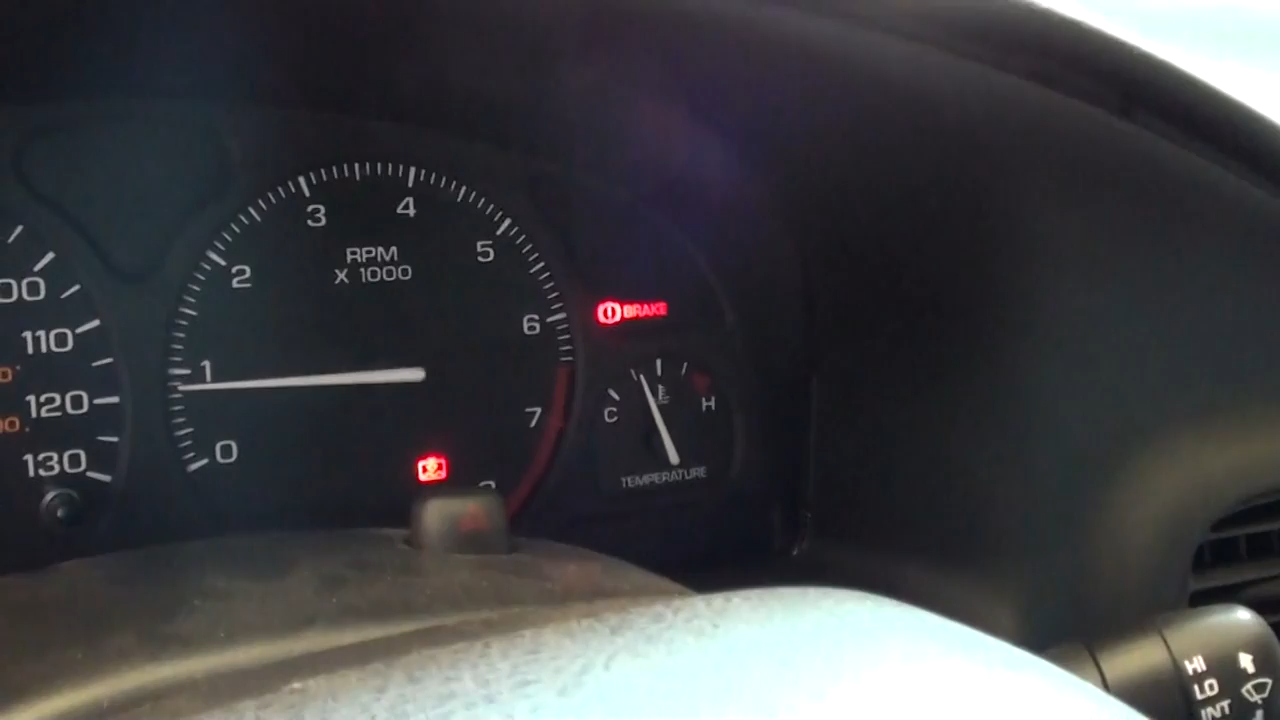 00
110
120
130
0
1
2
3
4
5
6
7
RPM
X 1000
BRAKE
C
H
TEMPERATURE
HI
LO
INT